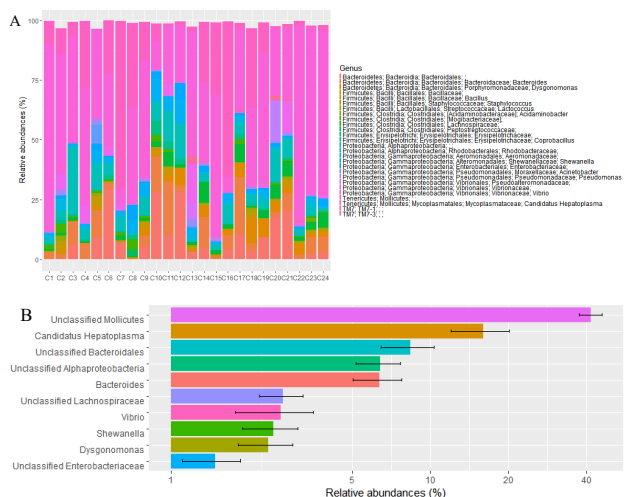 A
100
75
50
25
0
Relative abundances (%)
C1 C2 C3 C4 C5 C6 C7 C8 C9 C10 C11 C12 C13 C14 C15 C16 C17 C18 C19 C20 C21 C22 C23 C24
Genus
Bacteroidetes; Bacteroidia; Bacteroidales; ;
Bacteroidetes; Bacteroidia; Bacteroidales; Bacteroidaceae; Bacteroides
Bacteroidetes; Bacteroidia; Bacteroidales; Porphyromonadaceae; Dysgonomonas
Firmicutes; Bacilli; Bacillales; Bacillaceae;
Firmicutes; Bacilli; Bacillales; Bacillaceae; Bacillus
Firmicutes; Bacilli; Bacillales; Staphylococcaceae; Staphylococcus
Firmicutes; Bacilli; Lactobacillales; Streptococcaceae; Lactococcus
Firmicutes; Clostridia; Clostridiales; [Acidaminobacteraceae]; Acidaminobacter
Firmicutes; Clostridia; Clostridiales; [Mogibacteriaceae];
Firmicutes; Clostridia; Clostridiales; Lachnospiraceae;
Firmicutes; Clostridia; Clostridiales; Peptostreptococcaceae;
Firmicutes; Erysipelotrichi; Erysipelotrichales; Erysipelotrichaceae;
Firmicutes; Erysipelotrichi; Erysipelotrichales; Erysipelotrichaceae; Coprobacillus
Proteobacteria; Alphaproteobacteria; ; ;
Proteobacteria; Alphaproteobacteria; Rhodobacterales; Rhodobacteraceae;
Proteobacteria; Gammaproteobacteria; Aeromonadales; Aeromonadaceae;
Proteobacteria; Gammaproteobacteria; Alteromonadales; Shewanellaceae; Shewanella
Proteobacteria; Gammaproteobacteria; Enterobacteriales; Enterobacteriaceae;
Proteobacteria; Gammaproteobacteria; Pseudomonadales; Moraxellaceae; Acinetobacter
Proteobacteria; Gammaproteobacteria; Pseudomonadales; Pseudomonadaceae; Pseudomonas
Proteobacteria; Gammaproteobacteria; Vibrionales; Pseudoalteromonadaceae;
Proteobacteria; Gammaproteobacteria; Vibrionales; Vibrionaceae;
Proteobacteria; Gammaproteobacteria; Vibrionales; Vibrionaceae; Vibrio
Tenericutes; Mollicutes; ; ;
Tenericutes; Mollicutes; Mycoplasmatales; Mycoplasmataceae; Candidatus Hepatoplasma
TM7; TM7-1; ; ;
TM7; TM7-3; ; ;
B
Unclassified Mollicutes
Candidatus Hepatoplasma
Unclassified Bacteroidales
Unclassified Alphaproteobacteria
Bacteroides
Unclassified Lachnospiraceae
Vibrio
Shewanella
Dysgonomonas
Unclassified Enterobacteriaceae
1 5 10 20 40
Relative abundances (%)